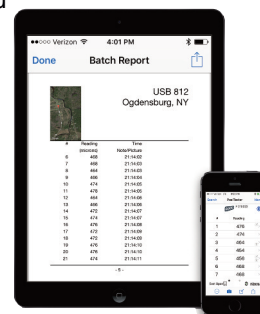 Verizon 4:01 PM
Done Batch Report
USB 812
Ogdensburg, NY
# Reading Time
(microsec) Note/Picture
6 468 21:14:02
7 468 21:14:03
8 464 21:14:03
9 466 21:14:04
10 474 21:14:05
11 478 21:14:05
12 464 21:14:06
13 466 21:14:06
14 472 21:14:07
15 474 21:14:07
16 476 21:14:08
17 472 21:14:09
18 472 21:14:09
19 476 21:14:10
20 476 21:14:10
21 474 21:14:11
- 5 -
Search
# Reading
1 476
2 474
3 464
4 454
5 456
6 468
7 468